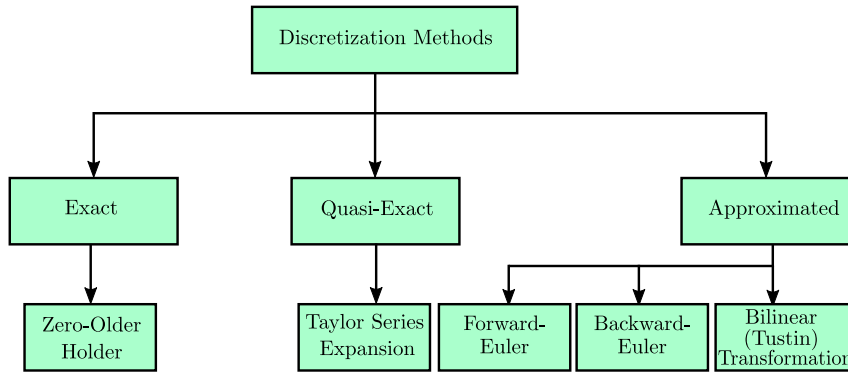 Discretization Methods
Exact
Quasi-Exact
Approximated
Zero-Older
Holder
Taylor Series
Expansion
Forward-
Euler
Backward-
Euler
Bilinear
(Tustin)
Transformation